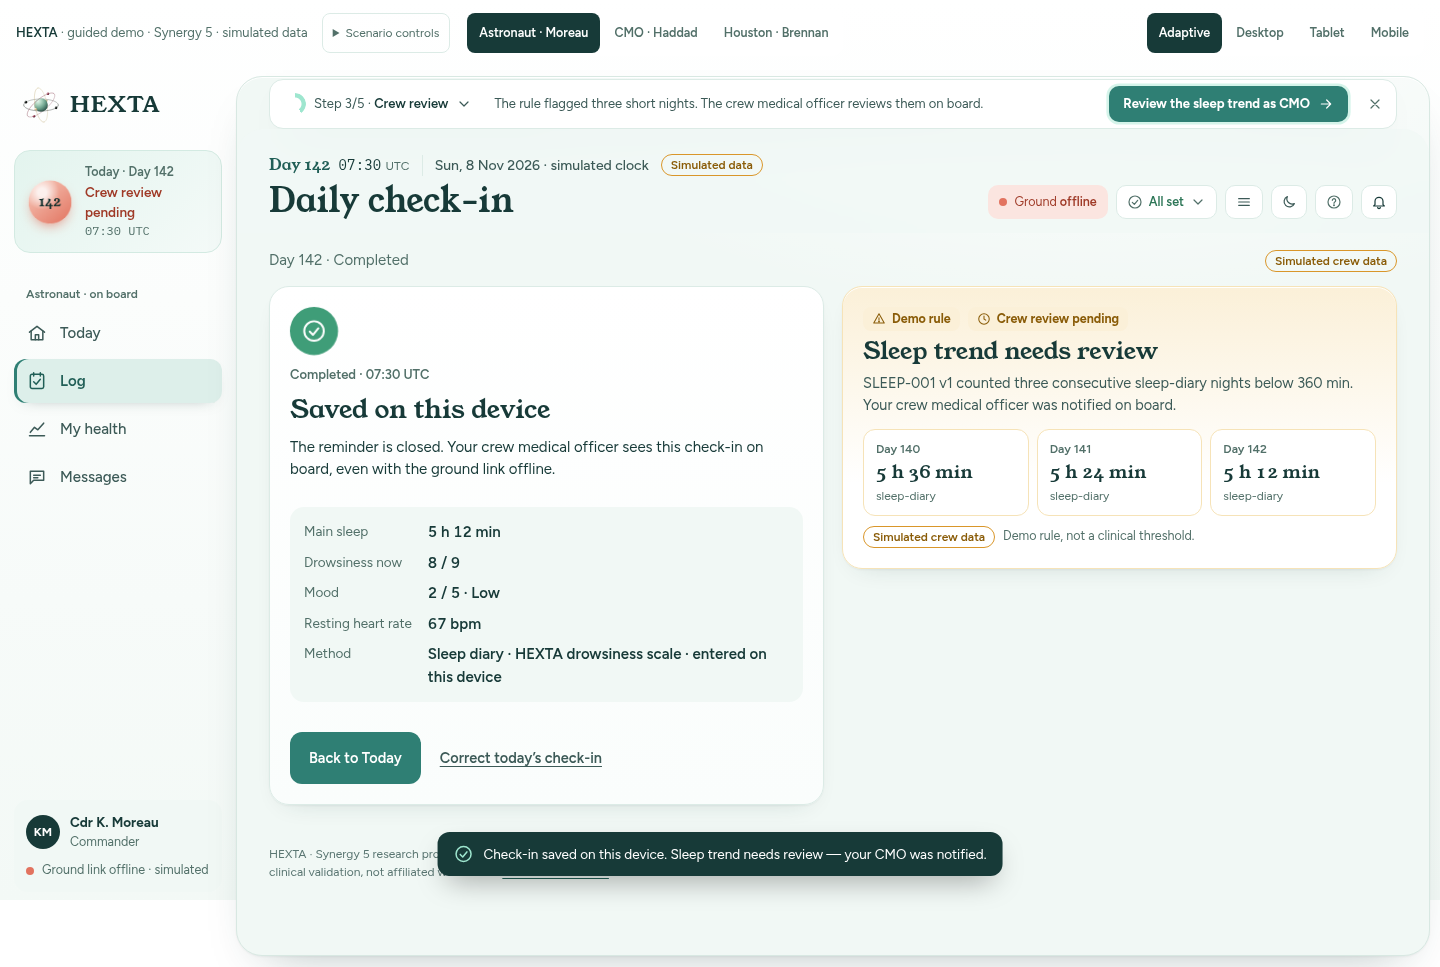 HEXTA · guided demo · Synergy 5 · simulated data
Scenario controls
Astronaut · Moreau
CMO · Haddad
Houston · Brennan
Adaptive
Desktop
Tablet
Mobile
HEXTA
142
Today · Day 142
Crew review
pending
07:30 UTC
Astronaut · on board
Today
Log
My health
Messages
KM
Cdr K. Moreau
Commander
Ground link offline · simulated
Step 3/5 · Crew review
The rule flagged three short nights. The crew medical officer reviews them on board.
Review the sleep trend as CMO
Day 142 07:30 UTC
Sun, 8 Nov 2026 · simulated clock
Simulated data
Daily check-in
Ground offline
All set
Day 142 · Completed
Simulated crew data
Completed · 07:30 UTC
Saved on this device
The reminder is closed. Your crew medical officer sees this check-in on
board, even with the ground link offline.
Main sleep 5 h 12 min
Drowsiness now 8 / 9
Mood 2 / 5 · Low
Resting heart rate 67 bpm
Method Sleep diary · HEXTA drowsiness scale · entered on
this device
Back to Today
Correct today’s check-in
Demo rule
Crew review pending
Sleep trend needs review
SLEEP-001 v1 counted three consecutive sleep-diary nights below 360 min.
Your crew medical officer was notified on board.
Day 140
5 h 36 min
sleep-diary
Day 141
5 h 24 min
sleep-diary
Day 142
5 h 12 min
sleep-diary
Simulated crew data
Demo rule, not a clinical threshold.
HEXTA · Synergy 5 research
clinical validation, not affiliated
Check-in saved on this device. Sleep trend needs review — your CMO was notified.